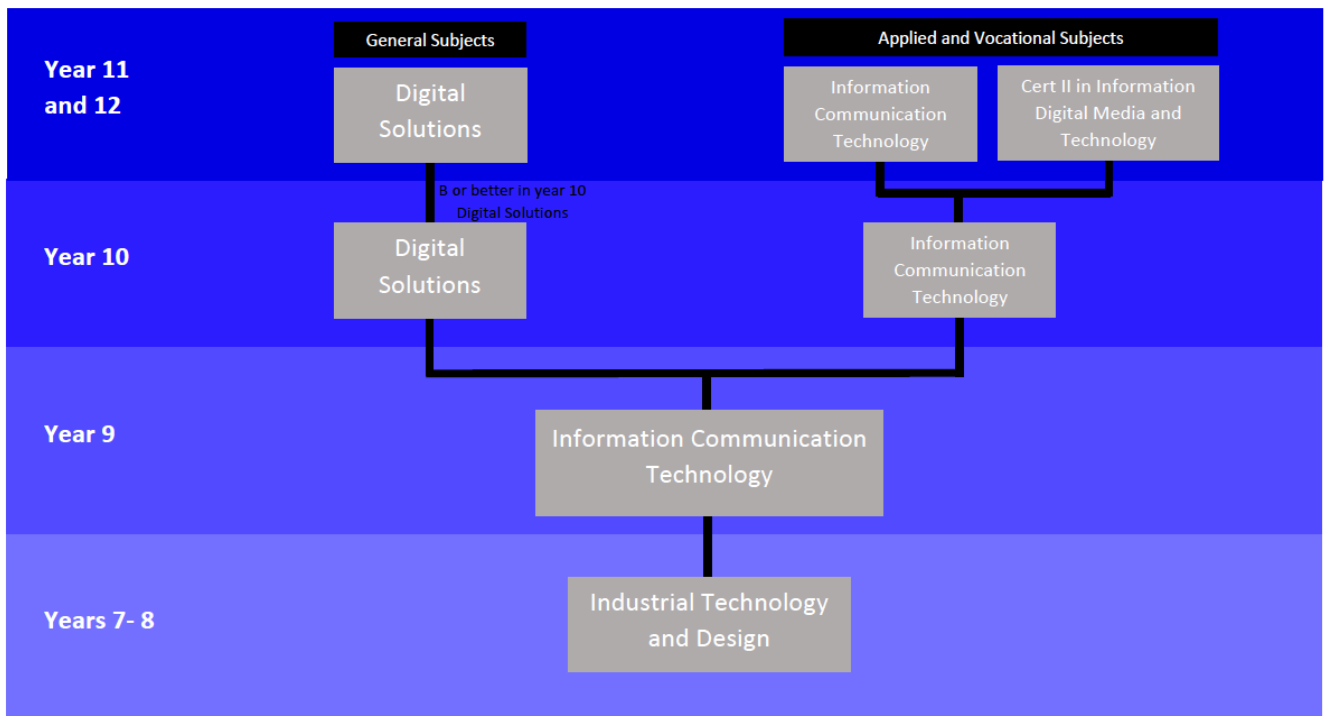 General Subjects
Applied and Vocational Subjects
Year 11
and 12
Digital
Solutions
Information
Communication
Technology
Cert II in Information
Digital Media and
Technology
B or better in year 10
Digital Solutions
Year 10
Digital
Solutions
Information
Communication
Technology
Year 9
Information Communication
Technology
Years 7- 8
Industrial Technology
and Design